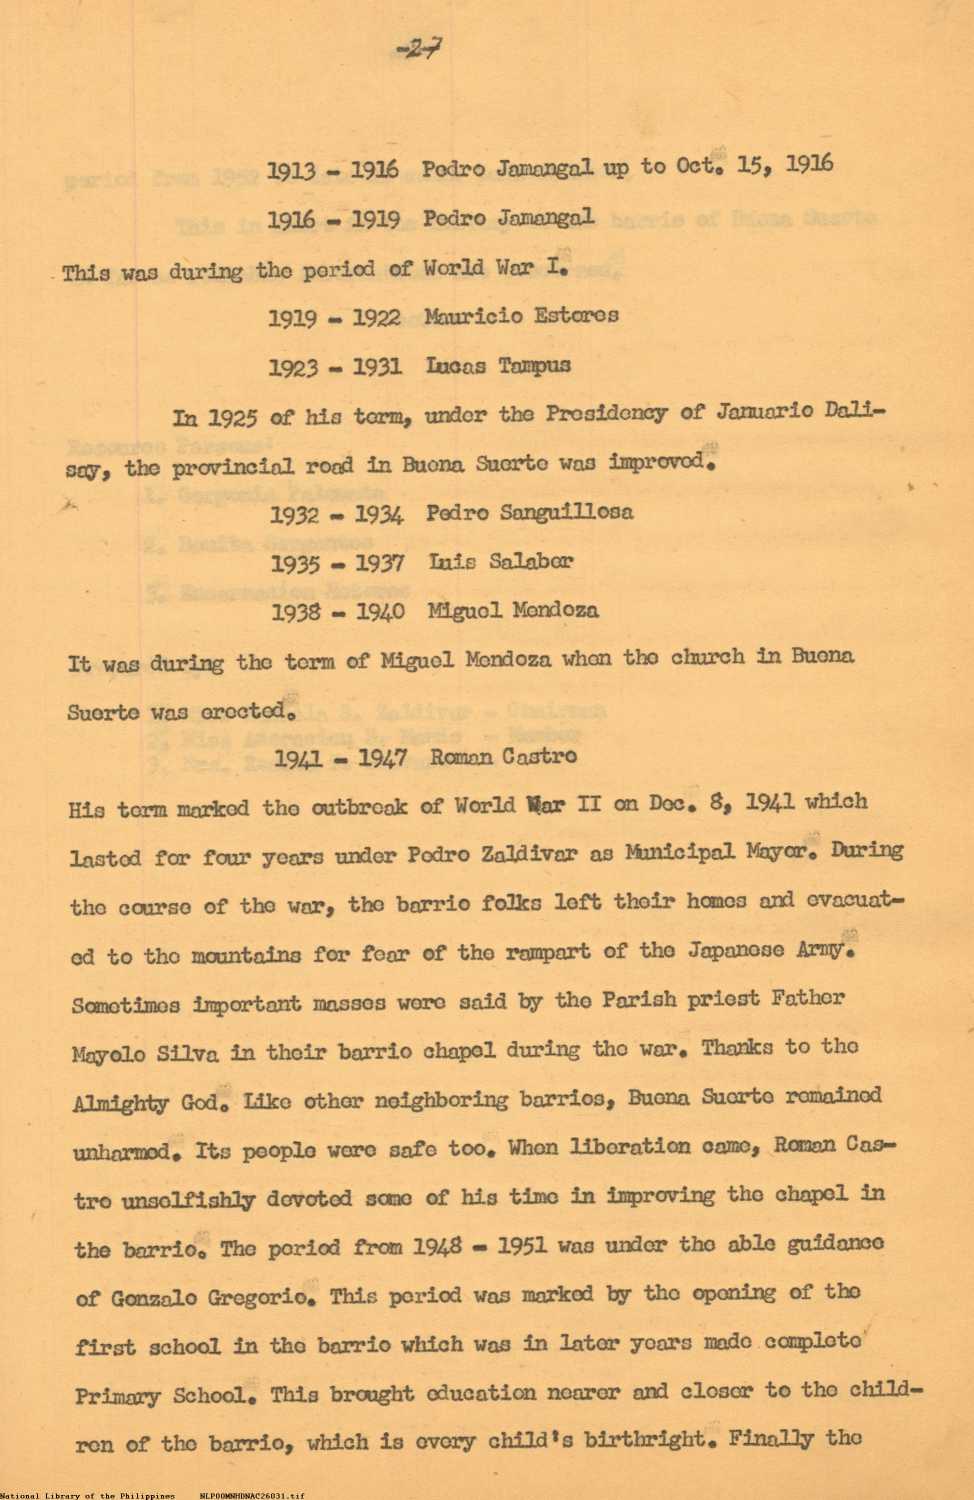 -27
1913 - 1916 Pedro Jamangal up to Oct. 15, 1916
1916 - 1919 Pedro Jamangal
This was during the period of World War I.
1919 - 1922 Mauricio Estores
1923 - 1931 Lucas Tampus
In 1925 of his term, under the Presidency of Januario Dali-
say, the provincial road in Buena Suerte was improved.
1932 - 1934 Pedro Sanguillosa
1935 - 1937 Luis Salaber
1938 - 1940 Miguel Mendoza
It was during the term of Miguel Mendoza when the church in Buena
Suerte was erected.
1941 - 1947 Roman Castro
His term marked the outbreak of World War II on Dec. 8, 1941 which
lasted for four years under Pedro Zaldivar as Municipal Mayor. During
the course of the war, the barrio folks left their homes and evacuat-
ed to the mountains for fear of the rampart of the Japanese Army.
Sometimes important masses were said by the Parish priest Father
Mayolo Silva in their barrio chapel during the war. Thanks to the
Almighty God. Like other neighboring barrios, Buena Suerte remained
unharmed. Its people were safe too. When liberation came, Roman Cas-
tro unselfishly devoted some of his time in improving the chapel in
the barrio. The period from 1948 - 1951 was under the able guidance
of Gonzalo Gregorio. This period was marked by the opening of the
first school in the barrio which was in later years made complete
Primary School. This brought education nearer and closer to the child-
ren of the barrio, which is every child's birthright. Finally the
National Library of the Philippines NLPOOMNHDNAC26031.tif